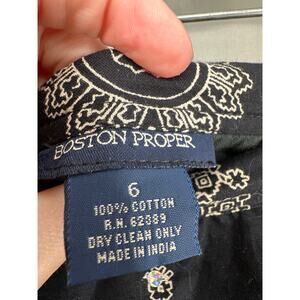 BOSTON PROPER
6
100% COTTON
R.N. 62389
DRY CLEAN ONLY
MADE IN INDIA